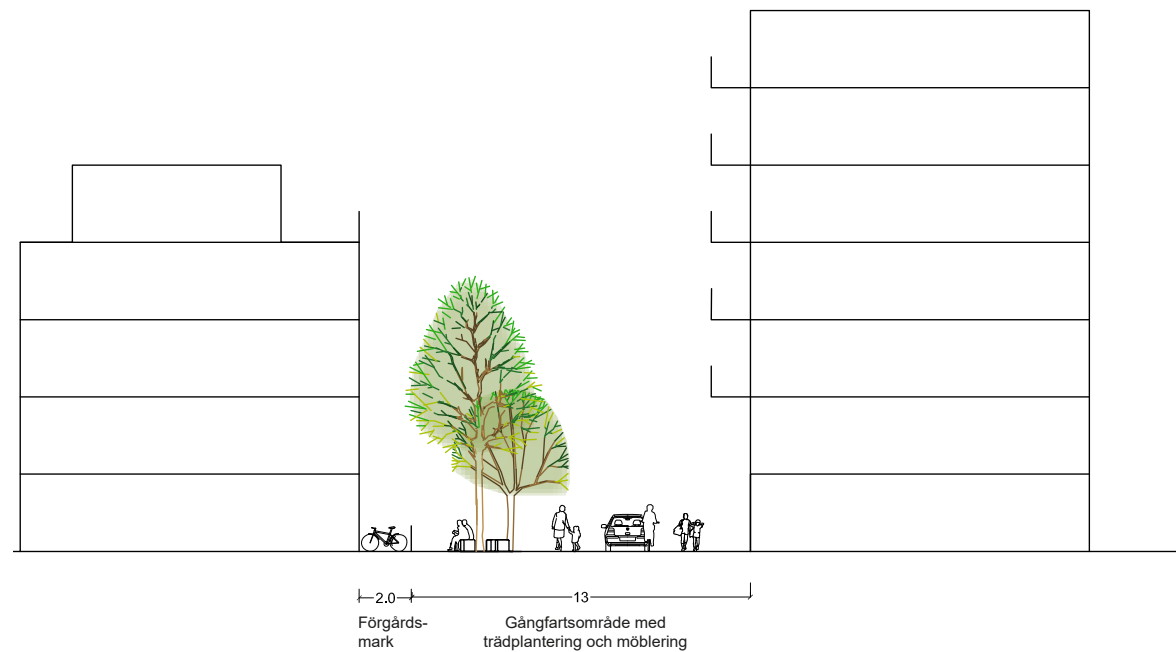 2.0
13
Förgårds-
mark
Gångfartsområde med
trädplantering och möblering